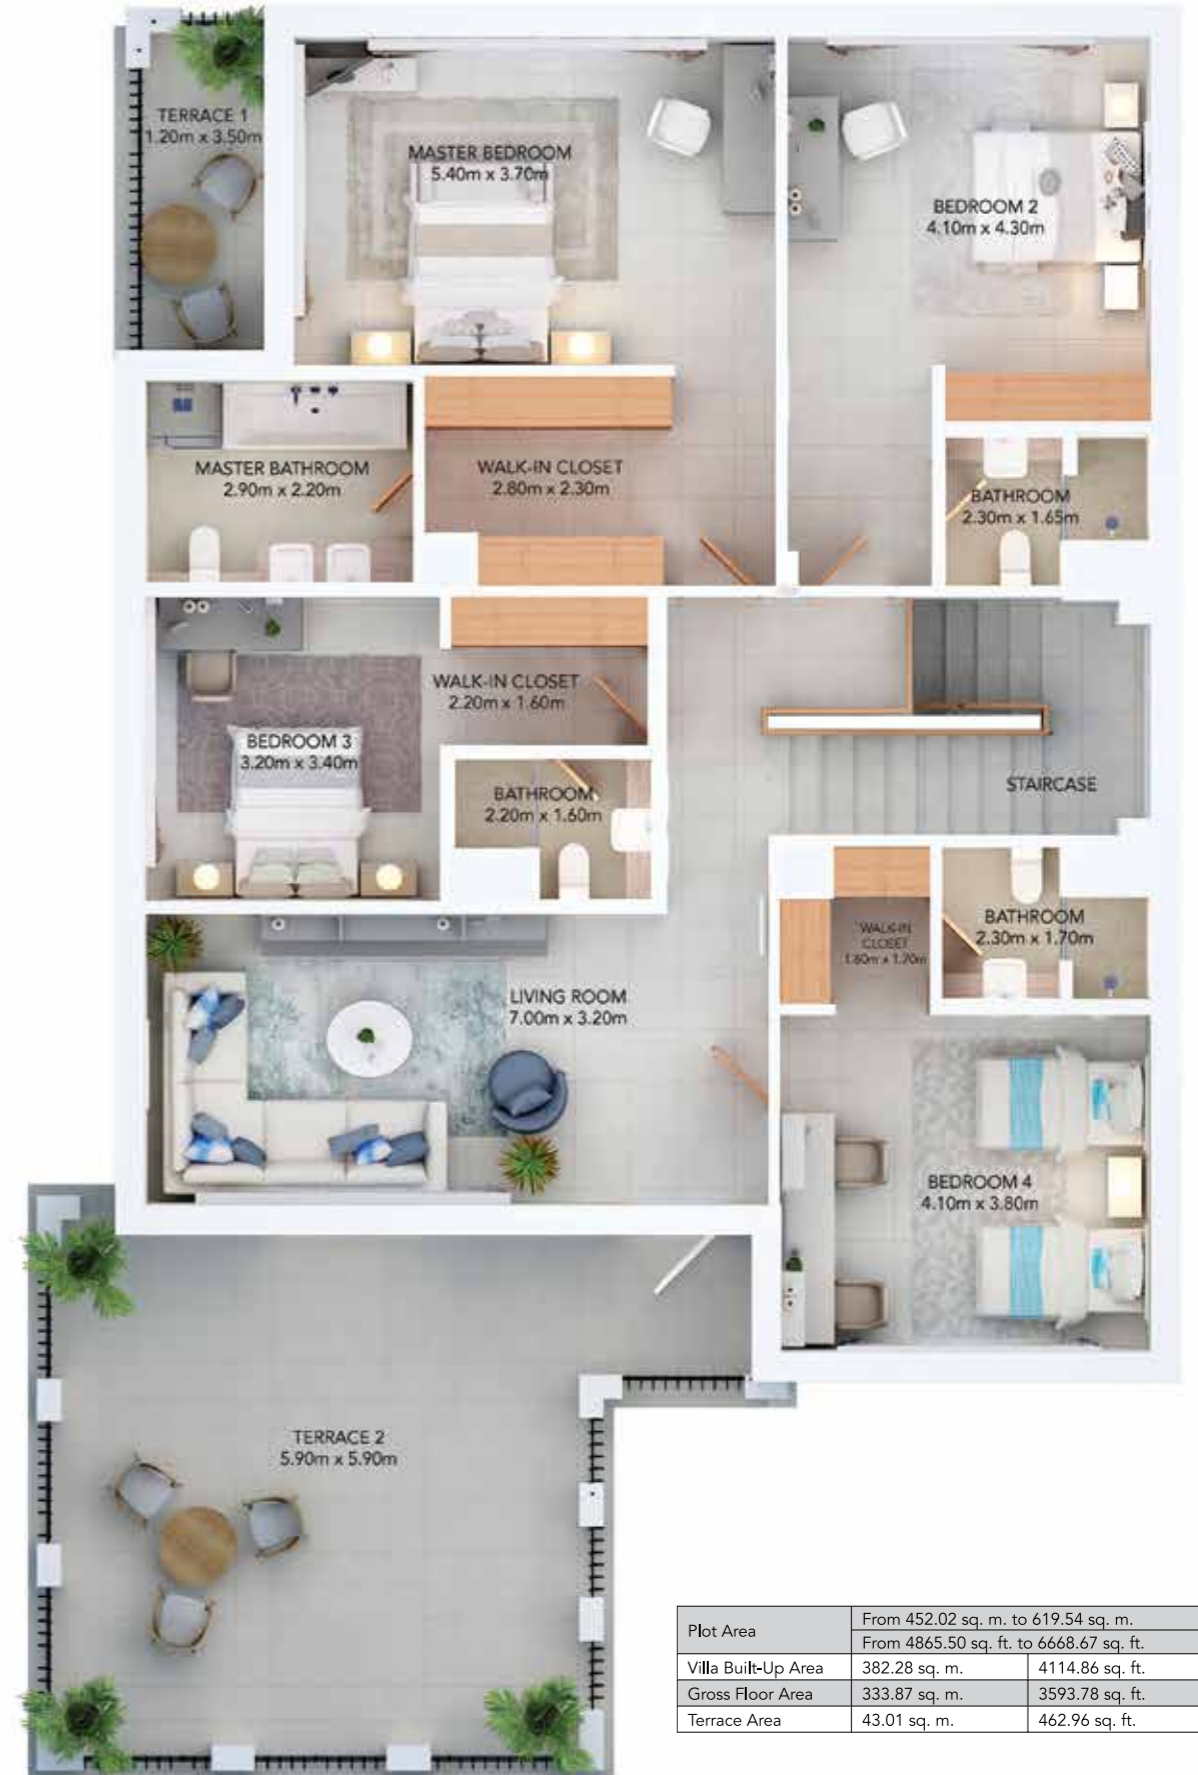 TERRACE 1
1.20m x 3.50m
MASTER BEDROOM
5.40m x 3.70m
BEDROOM 2
4.10m x 4.30m
MASTER BATHROOM
2.90m x 2.20m
WALK-IN CLOSET
2.80m x 2.30m
BATHROOM
2.30m x 1.65m
WALK-IN CLOSET
2.20m x 1.60m
BEDROOM 3
3.20m x 3.40m
BATHROOM
2.20m x 1.60m
STAIRCASE
WALK-IN
CLOSET
1.60m x 1.70m
BATHROOM
2.30m x 1.70m
LIVING ROOM
7.00m x 3.20m
BEDROOM 4
4.10m x 3.80m
TERRACE 2
5.90m x 5.90m
Plot Area
From 452.02 sq. m. to 619.54 sq. m.
From 4865.50 sq. ft. to 6668.67 sq. ft.
Villa Built-Up Area 382.28 sq. m. 4114.86 sq. ft.
Gross Floor Area 333.87 sq. m. 3593.78 sq. ft.
Terrace Area 43.01 sq. m. 462.96 sq. ft.